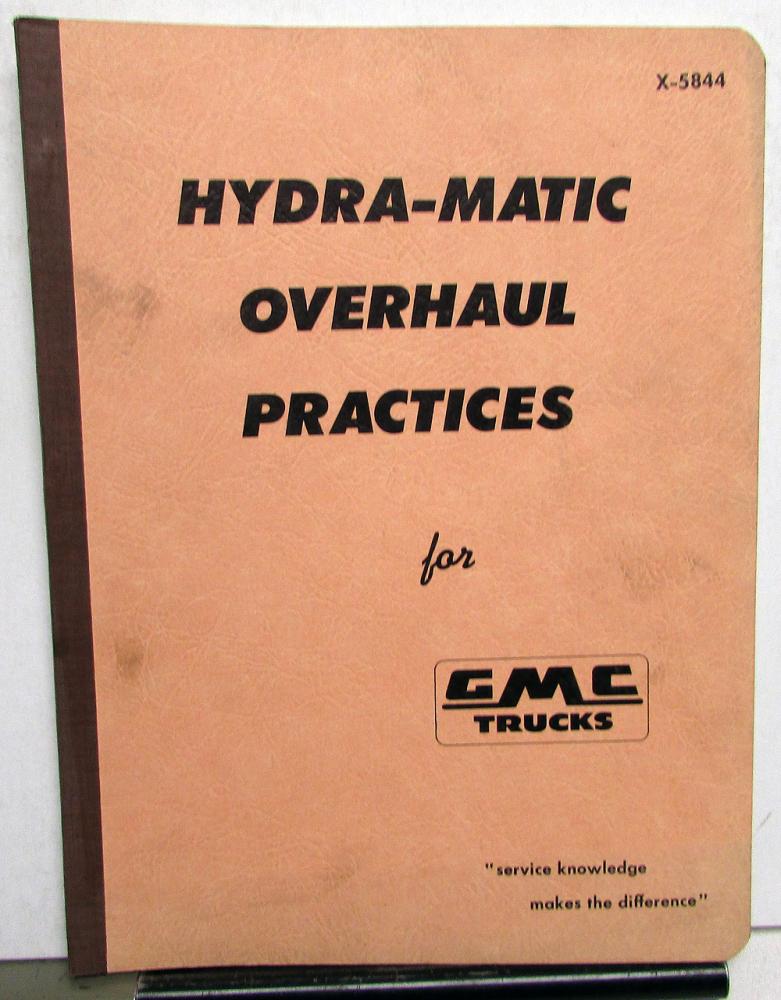 X-5844
HYDRA-MATIC
OVERHAUL
PRACTICES
for
GMC
TRUCKS
"service knowledge
makes the difference"